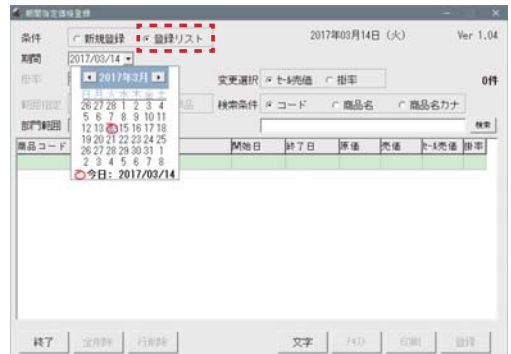 期間指定価格登録
条件 新規登録 登録リスト 2017年03月14日 (火) Ver 1.04
期間 2017/03/14
掛率 変更選択 セール売価 掛率 0件
範囲指定 検索条件 コード 商品名 商品名カナ
部門範囲 検索
2017年3月
日 月 火 水 木 金 土
26 27 28 1 2 3 4
5 6 7 8 9 10 11
12 13 14 15 16 17 18
19 20 21 22 23 24 25
26 27 28 29 30 31 1
2 3 4 5 6 7 8
今日: 2017/03/14
商品コード 開始日 終了日 原価 売価 セール売価 掛率
終了 全削除 行削除 文字 テキスト 印刷 登録